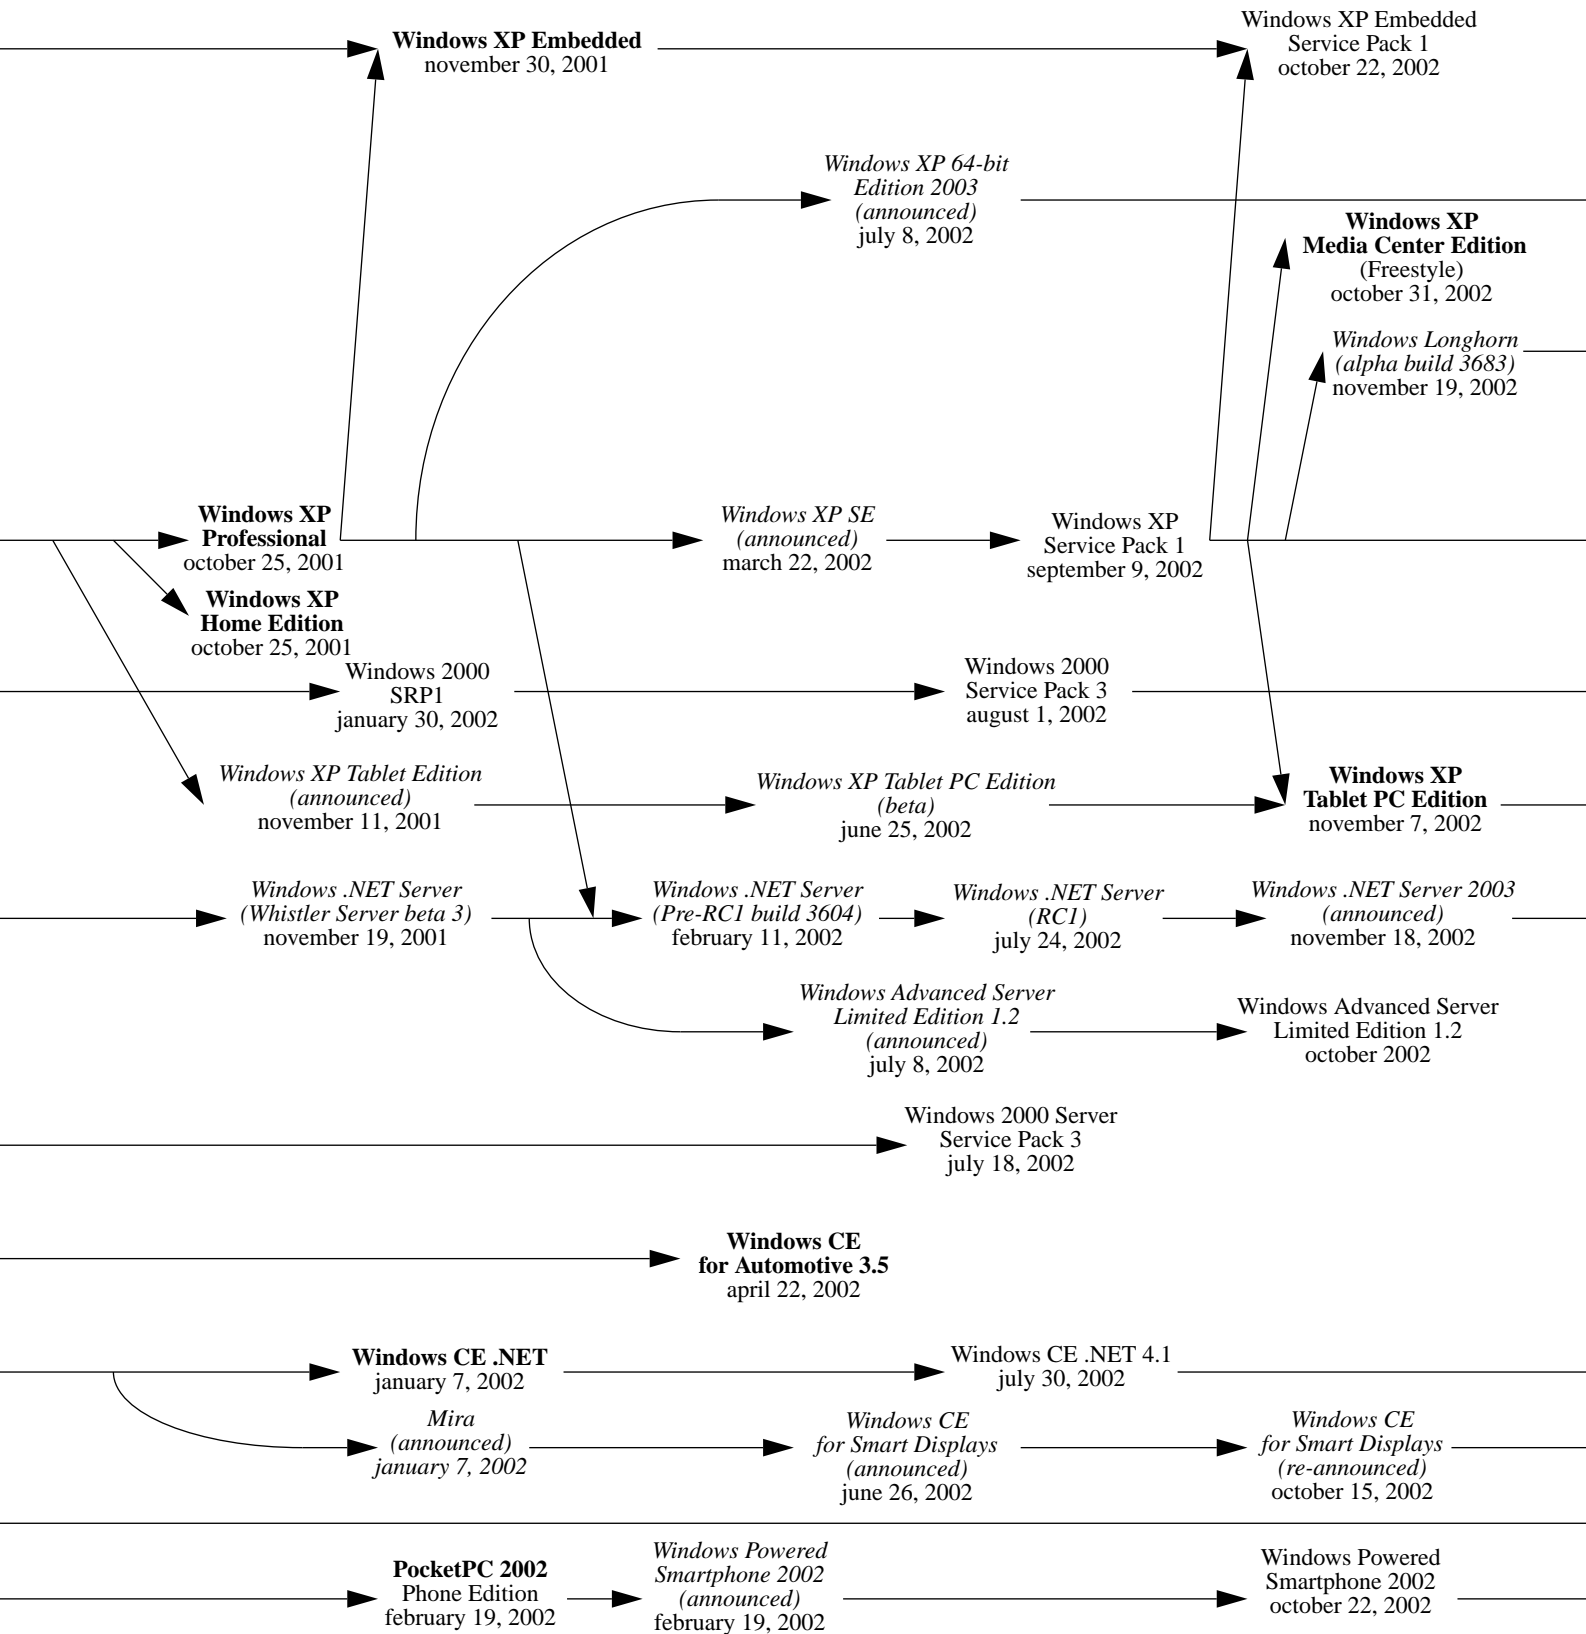 Windows XP Embedded
november 30, 2001
Windows XP Embedded
Service Pack 1
october 22, 2002
Windows XP 64-bit
Edition 2003
(announced)
july 8, 2002
Windows XP
Media Center Edition
(Freestyle)
october 31, 2002
Windows Longhorn
(alpha build 3683)
november 19, 2002
Windows XP
Professional
october 25, 2001
Windows XP SE
(announced)
march 22, 2002
Windows XP
Service Pack 1
september 9, 2002
Windows XP
Home Edition
october 25, 2001
Windows 2000
SRP1
january 30, 2002
Windows 2000
Service Pack 3
august 1, 2002
Windows XP Tablet Edition
(announced)
november 11, 2001
Windows XP Tablet PC Edition
(beta)
june 25, 2002
Windows XP
Tablet PC Edition
november 7, 2002
Windows .NET Server
(Whistler Server beta 3)
november 19, 2001
Windows .NET Server
(Pre-RC1 build 3604)
february 11, 2002
Windows .NET Server
(RC1)
july 24, 2002
Windows .NET Server 2003
(announced)
november 18, 2002
Windows Advanced Server
Limited Edition 1.2
(announced)
july 8, 2002
Windows Advanced Server
Limited Edition 1.2
october 2002
Windows 2000 Server
Service Pack 3
july 18, 2002
Windows CE
for Automotive 3.5
april 22, 2002
Windows CE .NET
january 7, 2002
Windows CE .NET 4.1
july 30, 2002
Mira
(announced)
january 7, 2002
Windows CE
for Smart Displays
(announced)
june 26, 2002
Windows CE
for Smart Displays
(re-announced)
october 15, 2002
PocketPC 2002
Phone Edition
february 19, 2002
Windows Powered
Smartphone 2002
(announced)
february 19, 2002
Windows Powered
Smartphone 2002
october 22, 2002